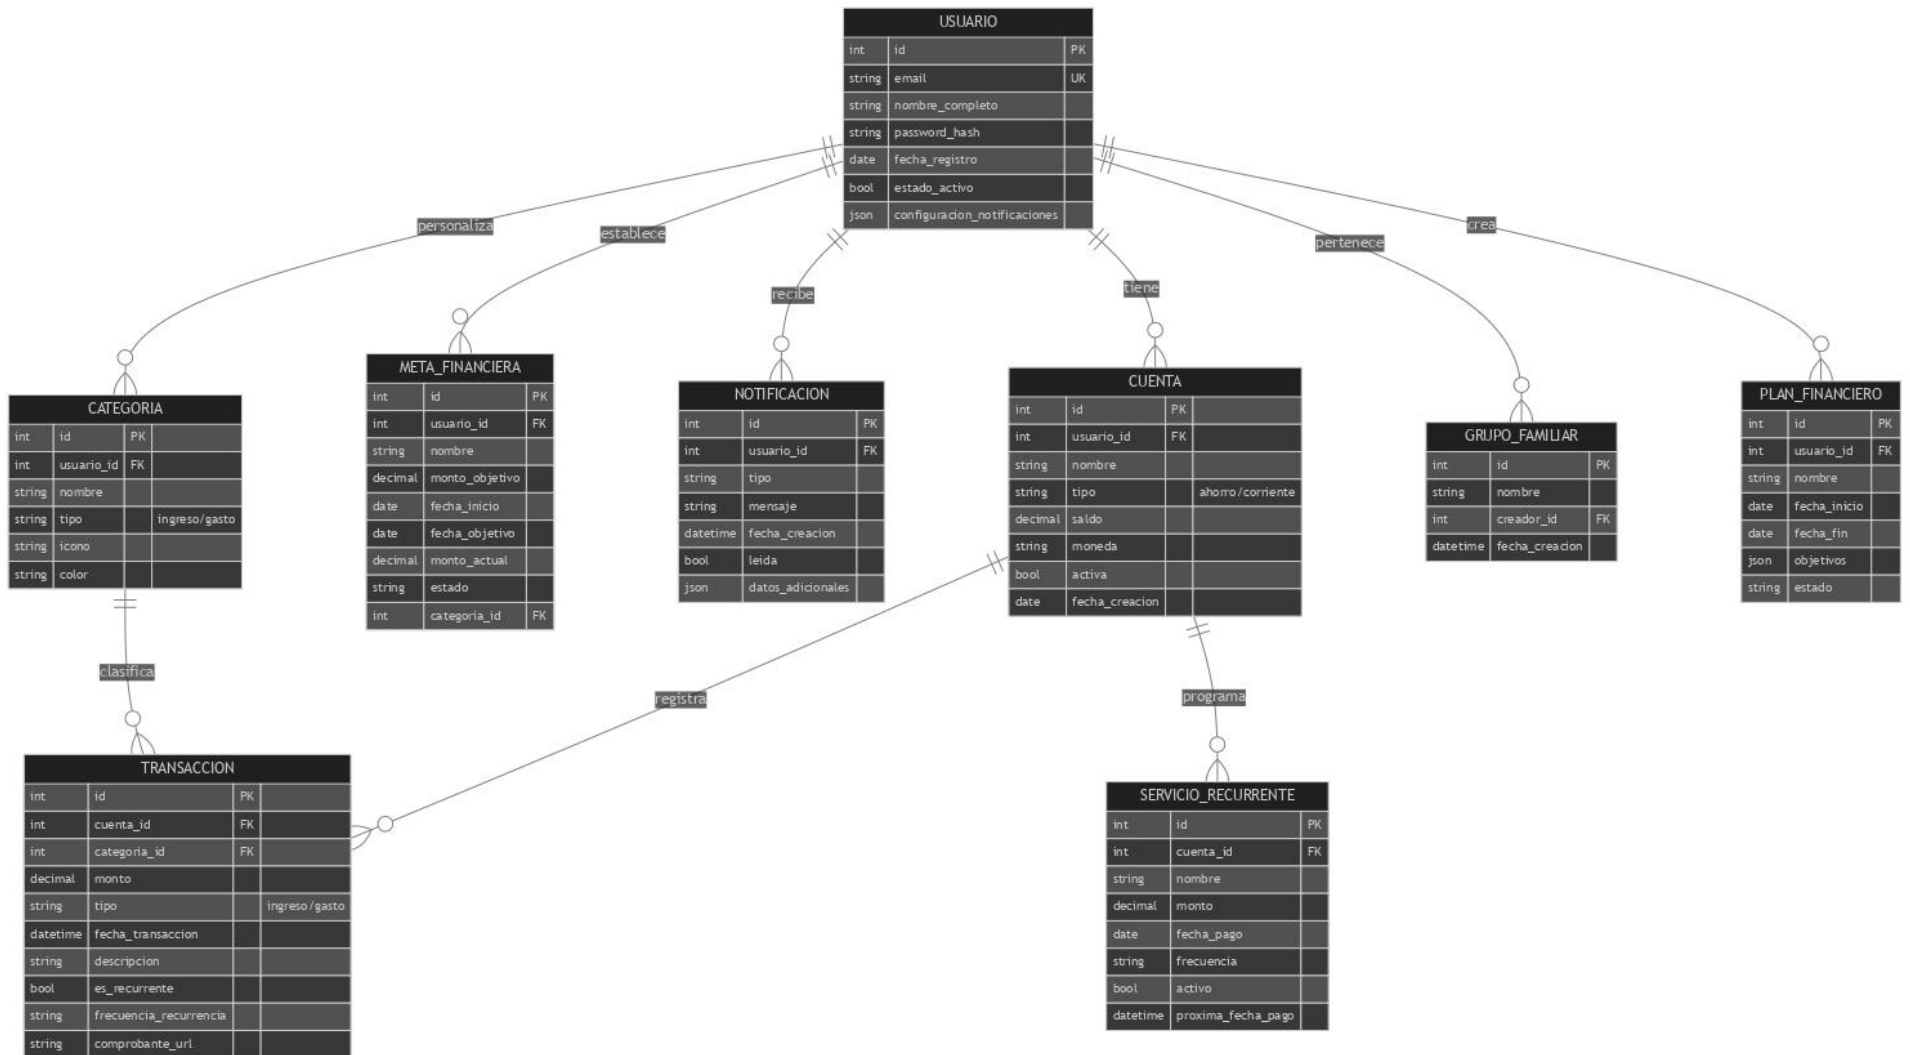 USUARIO
int id PK
string email UK
string nombre_completo
string password_hash
date fecha_registro
bool estado_activo
json configuracion_notificaciones
personaliza
establece
recibe
tiene
pertenece
crea
CATEGORIA
int id PK
int usuario_id FK
string nombre
string tipo ingreso/gasto
string icono
string color
META_FINANCIERA
int id PK
int usuario_id FK
string nombre
decimal monto_objetivo
date fecha_inicio
date fecha_objetivo
decimal monto_actual
string estado
int categoria_id FK
NOTIFICACION
int id PK
int usuario_id FK
string tipo
string mensaje
datetime fecha_creacion
bool leida
json datos_adicionales
CUENTA
int id PK
int usuario_id FK
string nombre
string tipo ahorro/corriente
decimal saldo
string moneda
bool activa
date fecha_creacion
GRUPO_FAMILIAR
int id PK
string nombre
int creador_id FK
datetime fecha_creacion
PLAN_FINANCIERO
int id PK
int usuario_id FK
string nombre
date fecha_inicio
date fecha_fin
json objetivos
string estado
clasifica
registra
programa
TRANSACCION
int id PK
int cuenta_id FK
int categoria_id FK
decimal monto
string tipo ingreso/gasto
datetime fecha_transaccion
string descripcion
bool es_recurrente
string frecuencia_recurrencia
string comprobante_url
SERVICIO_RECURRENTE
int id PK
int cuenta_id FK
string nombre
decimal monto
date fecha_pago
string frecuencia
bool activo
datetime proxima_fecha_pago